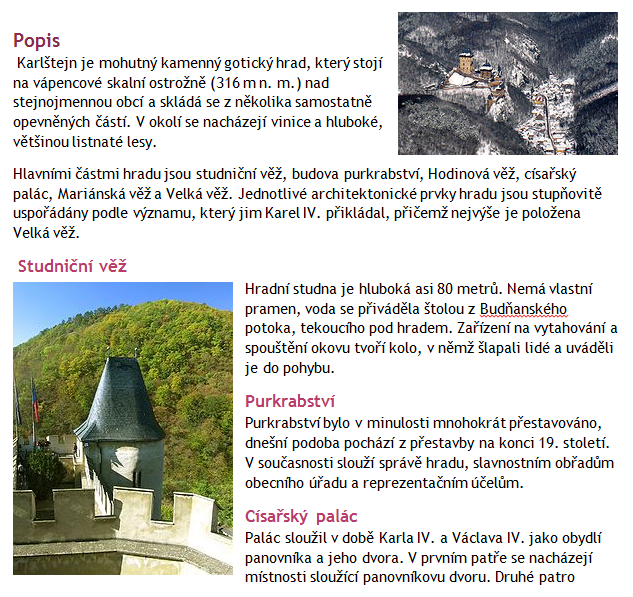 Popis
Karlštejn je mohutný kamenný gotický hrad, který stojí
na vápencové skalní ostrožně (316 m n. m.) nad
stejnojmennou obcí a skládá se z několika samostatně
opevněných částí. V okolí se nacházejí vinice a hluboké,
většinou listnaté lesy.
Hlavními částmi hradu jsou studniční věž, budova purkrabství, Hodinová věž, císařský
palác, Mariánská věž a Velká věž. Jednotlivé architektonické prvky hradu jsou stupňovitě
uspořádány podle významu, který jim Karel IV. přikládal, přičemž nejvýše je položena
Velká věž.
Studniční věž
Hradní studna je hluboká asi 80 metrů. Nemá vlastní
pramen, voda se přiváděla štolou z Budňanského
potoka, tekoucího pod hradem. Zařízení na vytahování a
spouštění okovu tvoří kolo, v němž šlapali lidé a uváděli
je do pohybu.
Purkrabství
Purkrabství bylo v minulosti mnohokrát přestavováno,
dnešní podoba pochází z přestavby na konci 19. století.
V současnosti slouží správě hradu, slavnostním obřadům
obecního úřadu a reprezentačním účelům.
Císařský palác
Palác sloužil v době Karla IV. a Václava IV. jako obydlí
panovníka a jeho dvora. V prvním patře se nacházejí
místnosti sloužící panovníkovu dvoru. Druhé patro